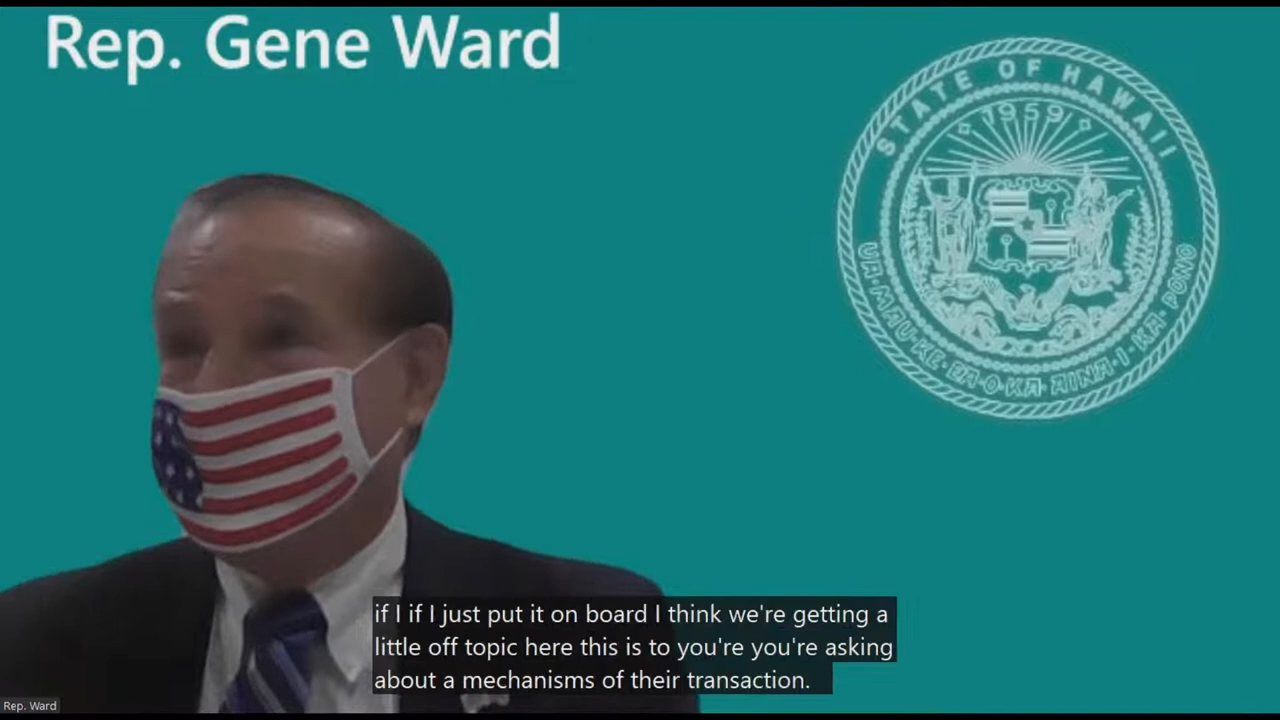 Rep. Gene Ward
STATE OF HAWAII
1959
UA·MAU·KE·EA·O·KA·AINA·I·KA·PONO
if I if I just put it on board I think we're getting a
little off topic here this is to you're you're asking
about a mechanisms of their transaction.
Rep. Ward